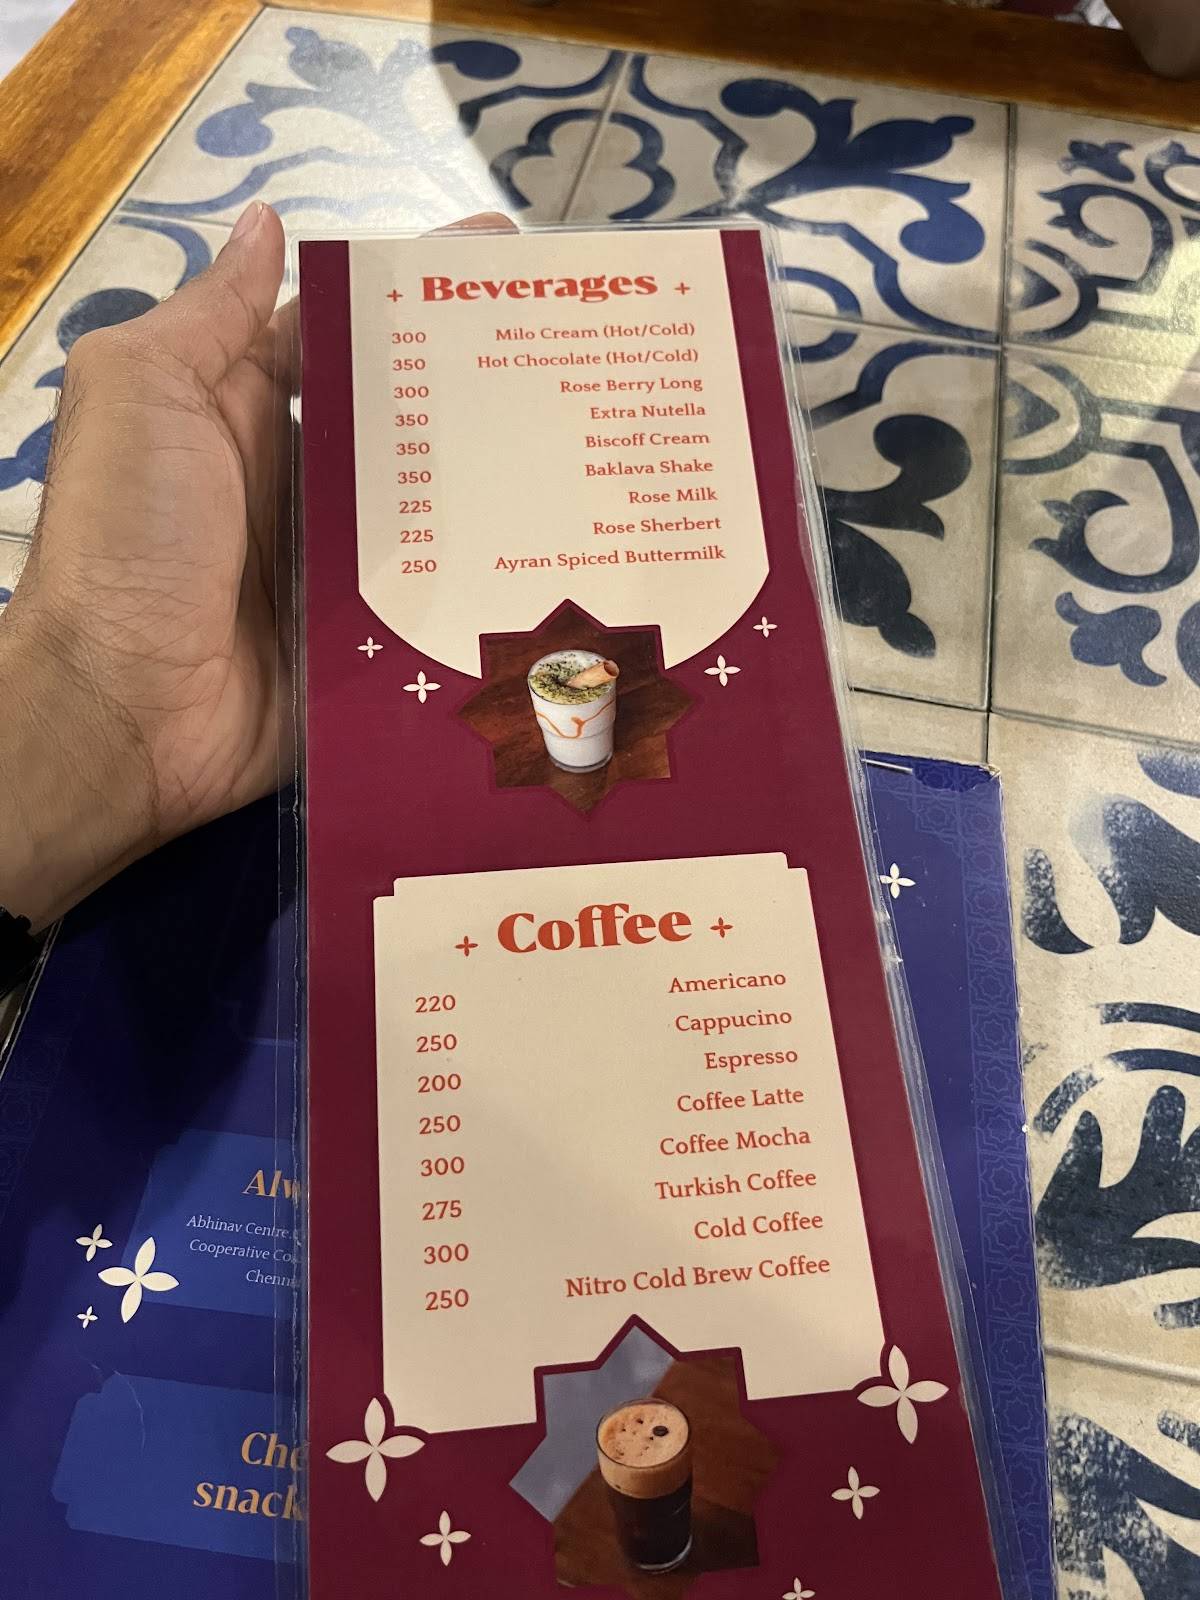 Beverages
300 Milo Cream (Hot/Cold)
350 Hot Chocolate (Hot/Cold)
300 Rose Berry Long
350 Extra Nutella
350 Biscoff Cream
350 Baklava Shake
225 Rose Milk
225 Rose Sherbert
250 Ayran Spiced Buttermilk
Coffee
220 Americano
250 Cappucino
200 Espresso
250 Coffee Latte
300 Coffee Mocha
275 Turkish Coffee
300 Cold Coffee
250 Nitro Cold Brew Coffee
Abhinav Centre
Cooperative